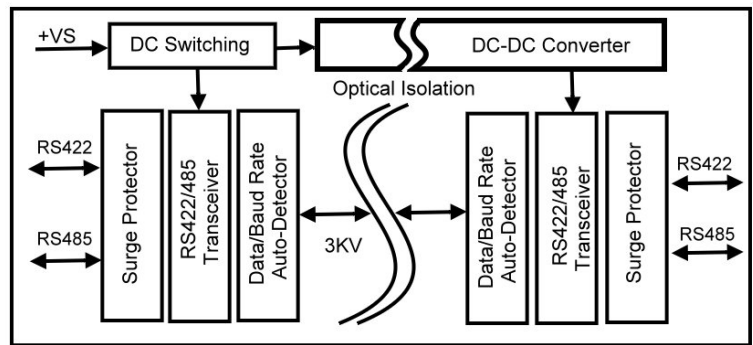 +VS
DC Switching
DC-DC Converter
Optical Isolation
RS422
RS485
Surge Protector
RS422/485
Transceiver
Data/Baud Rate
Auto-Detector
3KV
Data/Baud Rate
Auto-Detector
RS422/485
Transceiver
Surge Protector
RS422
RS485